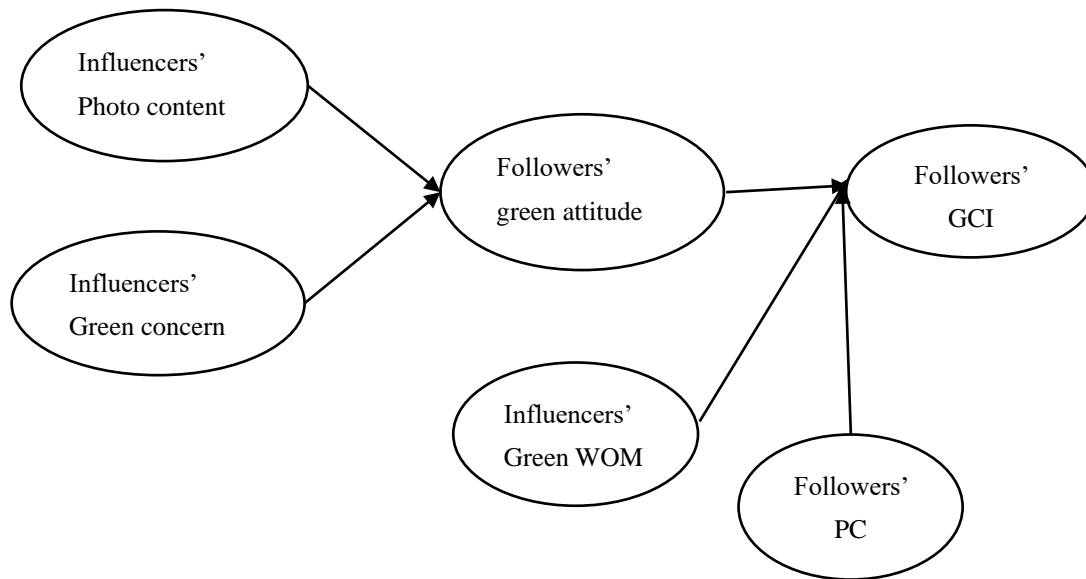 Influencers’
Photo content
Influencers’
Green concern
Followers’
green attitude
Followers’
GCI
Influencers’
Green WOM
Followers’
PC